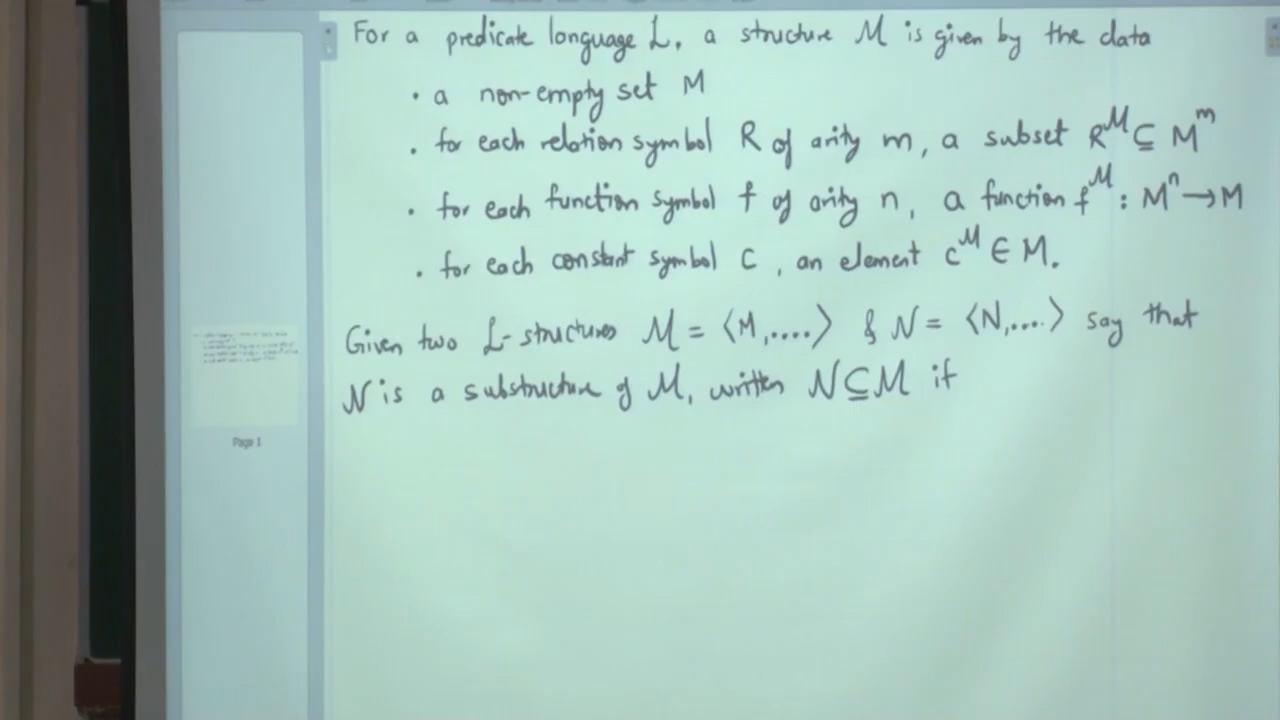 For a predicate language L, a structure M is given by the data
· a non-empty set M
· for each relation symbol R of arity m, a subset R^M ⊆ M^m
· for each function symbol f of arity n, a function f^M : M^n → M
· for each constant symbol c, an element c^M ∈ M.
Given two L-structures M = ⟨M,....⟩ & N = ⟨N,....⟩ say that
N is a substructure of M, written N ⊆ M if
Page 1